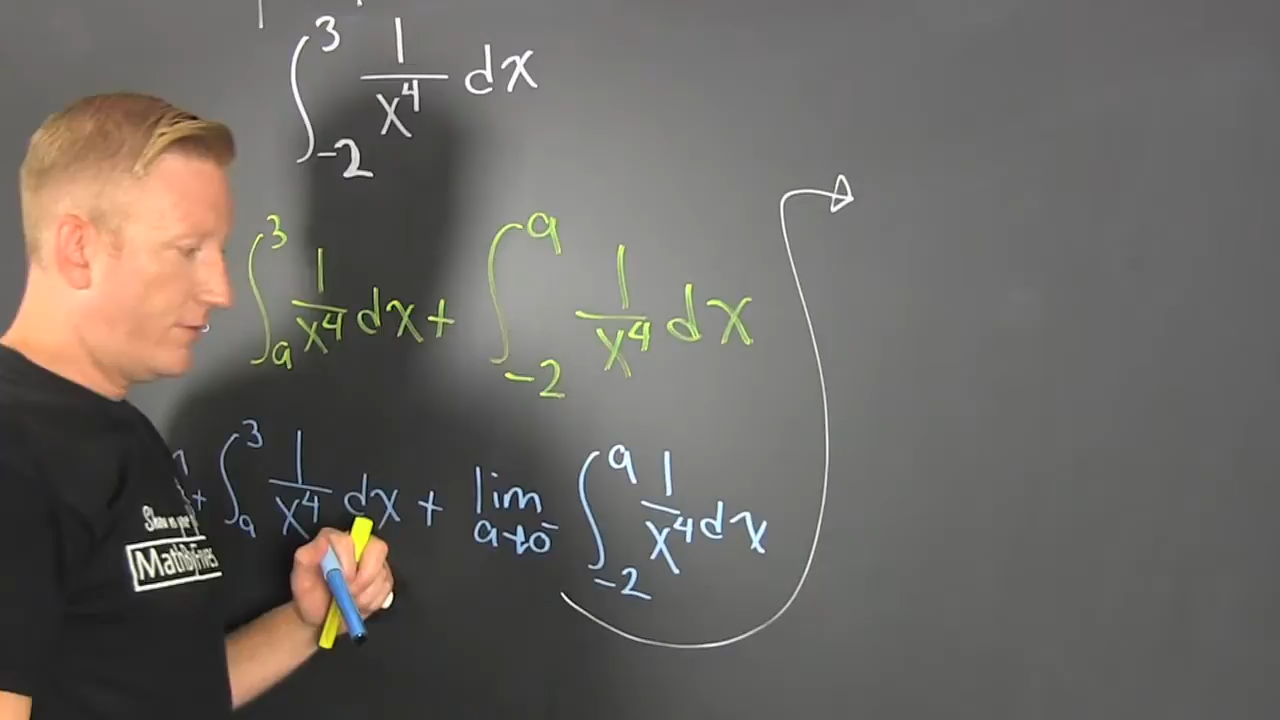 ∫₋₂³ 1/x⁴ dx
∫ₐ³ 1/x⁴ dx + ∫₋₂ᵃ 1/x⁴ dx
∫ₐ³ 1/x⁴ dx + lim a→0⁻ ∫₋₂ᵃ 1/x⁴ dx
MathByFives